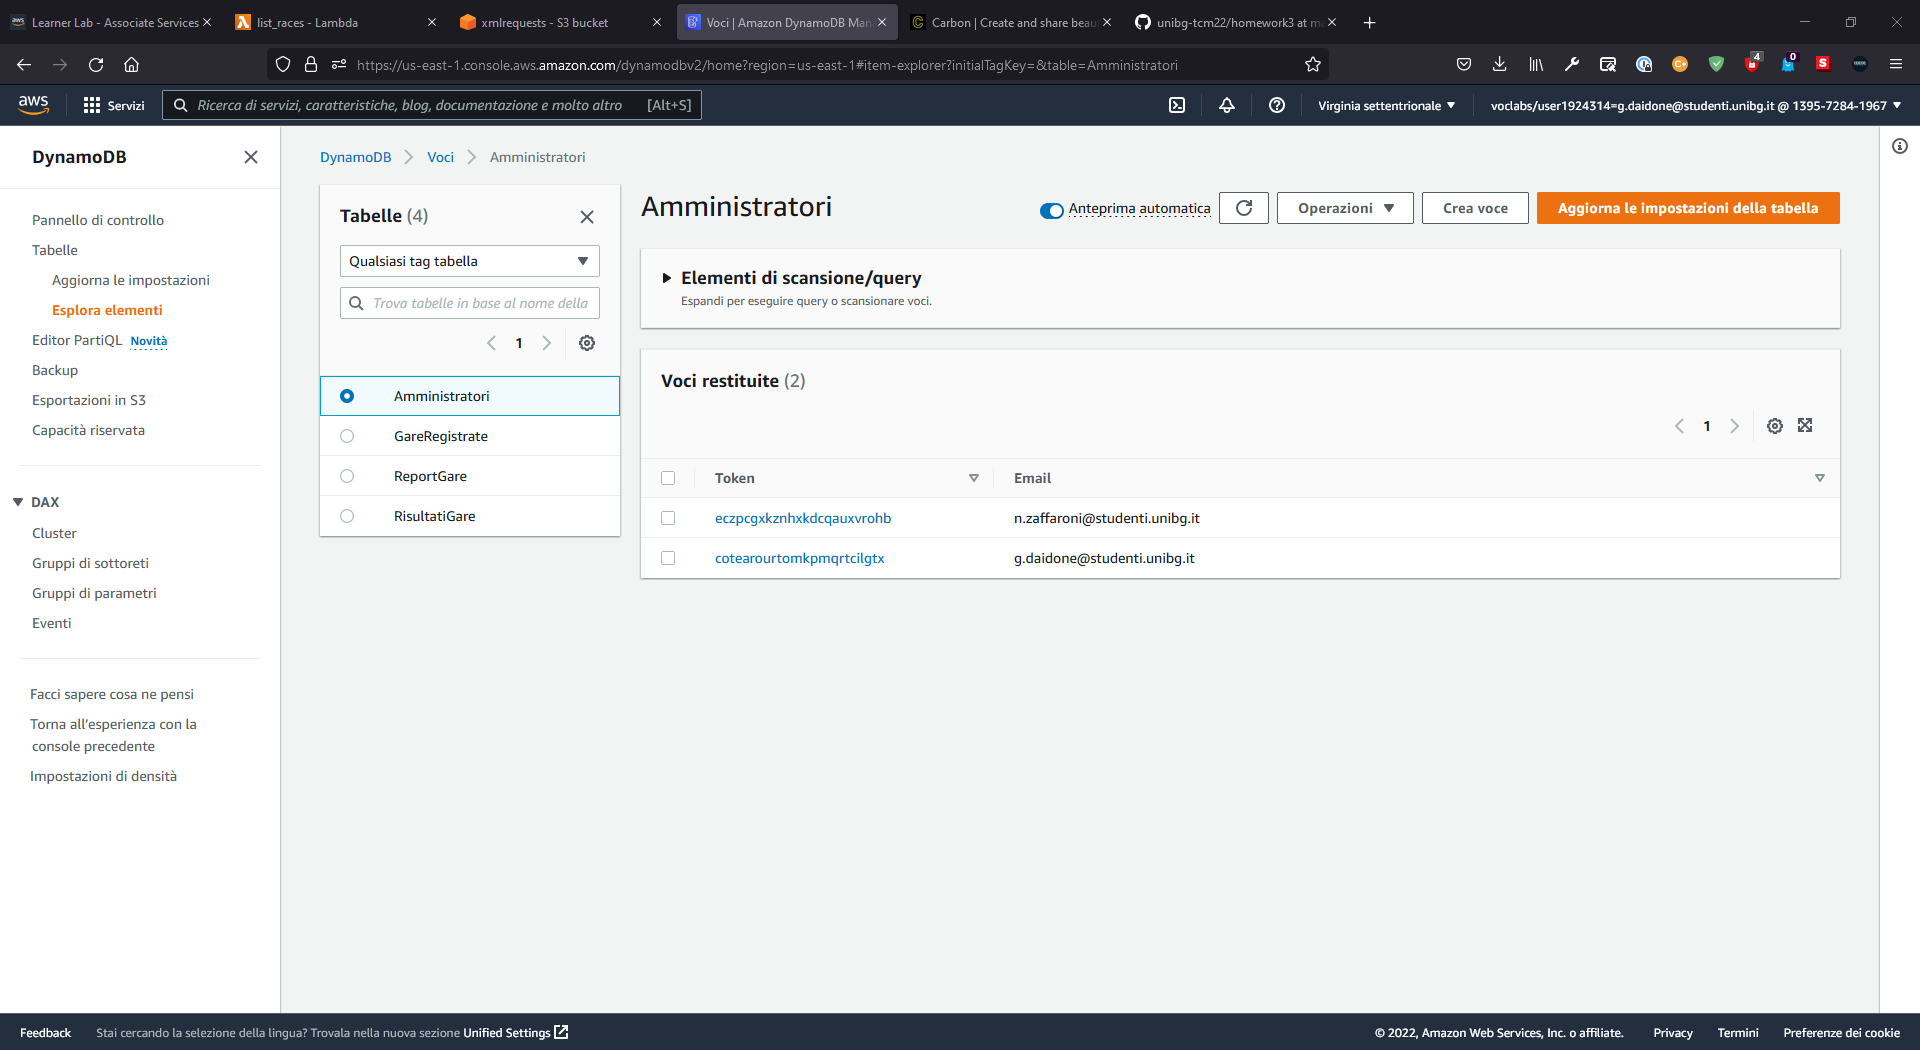 Learner Lab - Associate Services
list_races - Lambda
xmlrequests - S3 bucket
Voci | Amazon DynamoDB Man
Carbon | Create and share beau
unibg-tcm22/homework3 at m
https://us-east-1.console.aws.amazon.com/dynamodbv2/home?region=us-east-1#item-explorer?initialTagKey=&table=Amministratori
4
0
aws
Servizi
Ricerca di servizi, caratteristiche, blog, documentazione e molto altro
[Alt+S]
Virginia settentrionale
voclabs/user1924314=g.daidone@studenti.unibg.it @ 1395-7284-1967
DynamoDB
Pannello di controllo
Tabelle
Aggiorna le impostazioni
Esplora elementi
Editor PartiQL Novità
Backup
Esportazioni in S3
Capacità riservata
DAX
Cluster
Gruppi di sottoreti
Gruppi di parametri
Eventi
Facci sapere cosa ne pensi
Torna all'esperienza con la
console precedente
Impostazioni di densità
DynamoDB
Voci
Amministratori
Tabelle (4)
Qualsiasi tag tabella
Trova tabelle in base al nome della
1
Amministratori
GareRegistrate
ReportGare
RisultatiGare
Amministratori
Anteprima automatica
Operazioni
Crea voce
Aggiorna le impostazioni della tabella
Elementi di scansione/query
Espandi per eseguire query o scansionare voci.
Voci restituite (2)
1
Token
Email
eczpcgxkznhxkdcqauxvrohb
n.zaffaroni@studenti.unibg.it
cotearourtomkpmqrtcilgtx
g.daidone@studenti.unibg.it
Feedback
Stai cercando la selezione della lingua? Trovala nella nuova sezione Unified Settings
© 2022, Amazon Web Services, Inc. o affiliate.
Privacy
Termini
Preferenze dei cookie